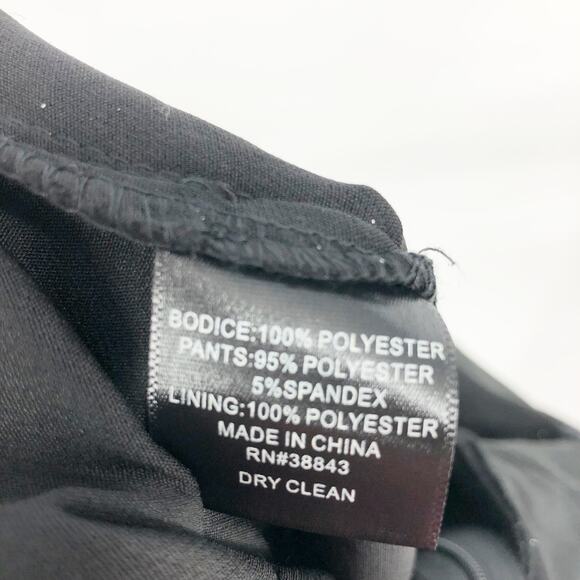 BODICE:100% POLYESTER
PANTS:95% POLYESTER
5%SPANDEX
LINING:100% POLYESTER
MADE IN CHINA
RN#38843
DRY CLEAN